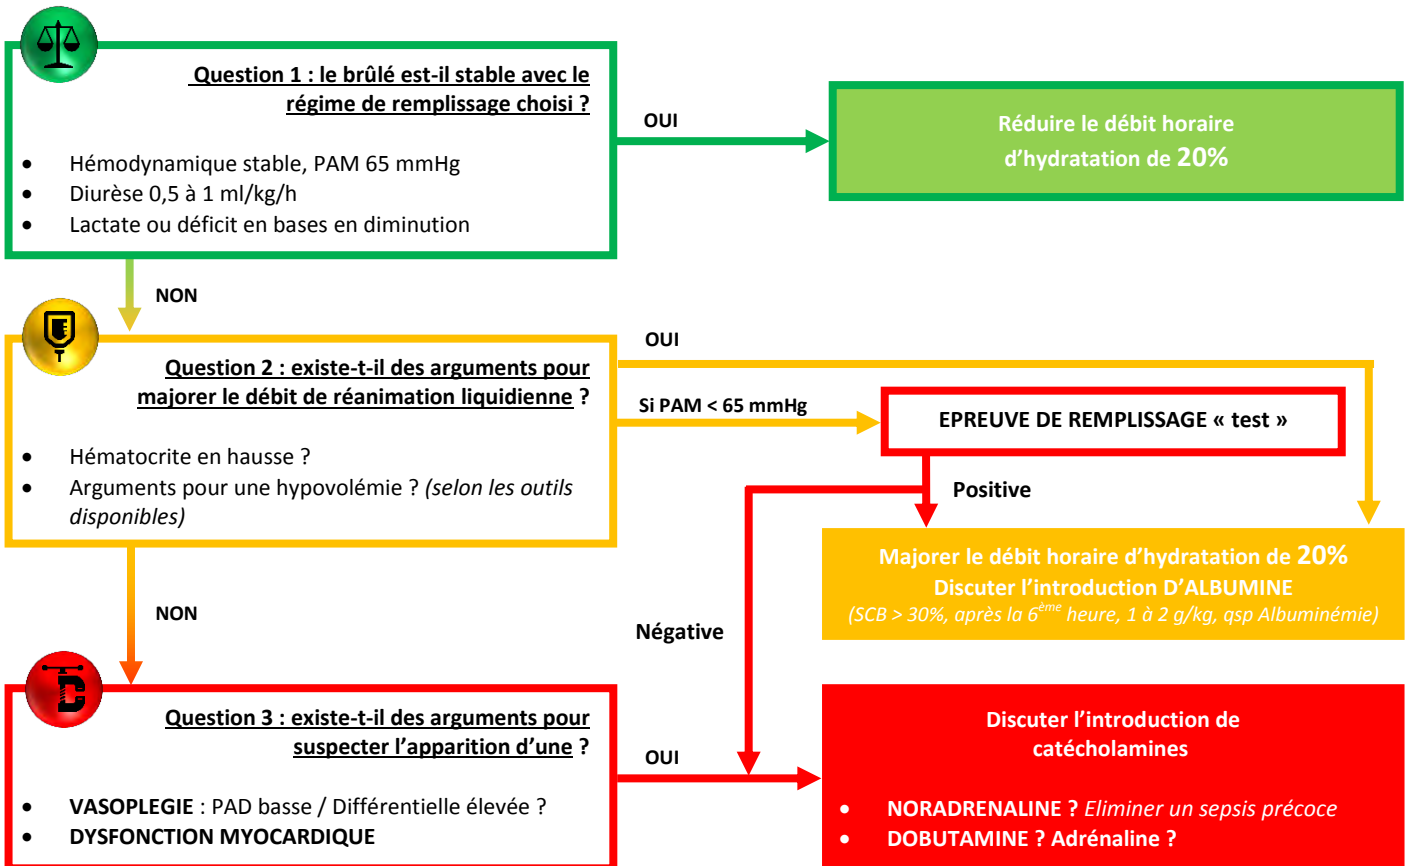 Question 1 : le brûlé est-il stable avec le
régime de remplissage choisi ?
• Hémodynamique stable, PAM 65 mmHg
• Diurèse 0,5 à 1 ml/kg/h
• Lactate ou déficit en bases en diminution
OUI
Réduire le débit horaire
d’hydratation de 20%
NON
Question 2 : existe-t-il des arguments pour
majorer le débit de réanimation liquidienne ?
• Hématocrite en hausse ?
• Arguments pour une hypovolémie ? (selon les outils
disponibles)
OUI
Si PAM < 65 mmHg
EPREUVE DE REMPLISSAGE « test »
Positive
Négative
Majorer le débit horaire d’hydratation de 20%
Discuter l’introduction D’ALBUMINE
(SCB > 30%, après la 6ème heure, 1 à 2 g/kg, qsp Albuminémie)
NON
Question 3 : existe-t-il des arguments pour
suspecter l’apparition d’une ?
• VASOPLEGIE : PAD basse / Différentielle élevée ?
• DYSFONCTION MYOCARDIQUE
OUI
Discuter l’introduction de
catécholamines
• NORADRENALINE ? Eliminer un sepsis précoce
• DOBUTAMINE ? Adrénaline ?